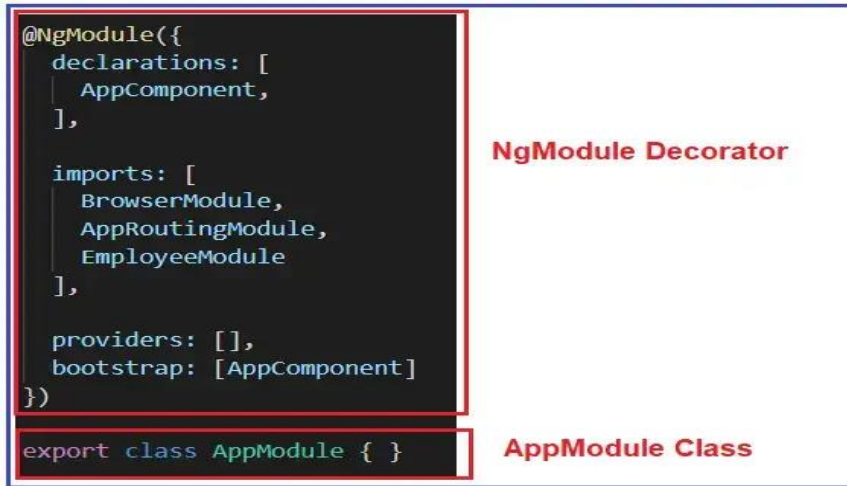 @NgModule({
declarations: [
AppComponent,
],
imports: [
BrowserModule,
AppRoutingModule,
EmployeeModule
],
providers: [],
bootstrap: [AppComponent]
})
NgModule Decorator
export class AppModule { }
AppModule Class